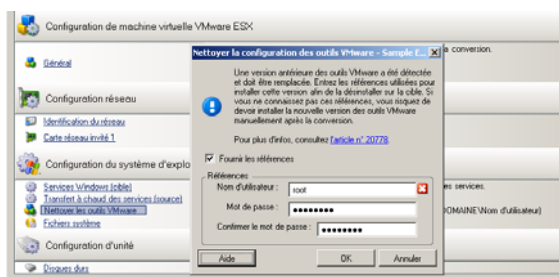 Configuration de machine virtuelle VMware ESX
Nettoyer la configuration des outils VMware - Sample E...
a conversion.
Général
Une version antérieure des outils VMware a été détectée
et doit être remplacée. Entrez les références utilisées pour
installer cette version afin de la désinstaller sur la cible. Si
vous ne connaissez pas ces références, vous risquez de
devoir installer la nouvelle version des outils VMware
manuellement après la conversion.
Configuration réseau
Identification du réseau
Carte réseau invité 1
Pour plus d'infos, consultez l'article n° 20778.
Fournir les références
Configuration du système d'explo
Références
Services Windows (cible)
Nom d'utilisateur : root
es services.
Transfert à chaud des services (source)
Nettoyer les outils VMware
Mot de passe :
DOMAINE\Nom d'utilisateur)
Fichiers système
Confirmer le mot de passe :
Configuration d'unité
Aide
OK
Annuler
Disques durs